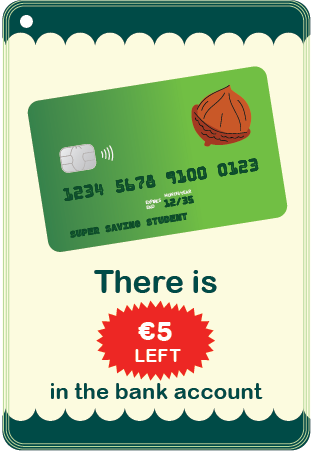 1234 5678 9100 0123
EXPIRES
END
MONTH/YEAR
12/35
SUPER SAVING STUDENT
There is
€5
LEFT
in the bank account